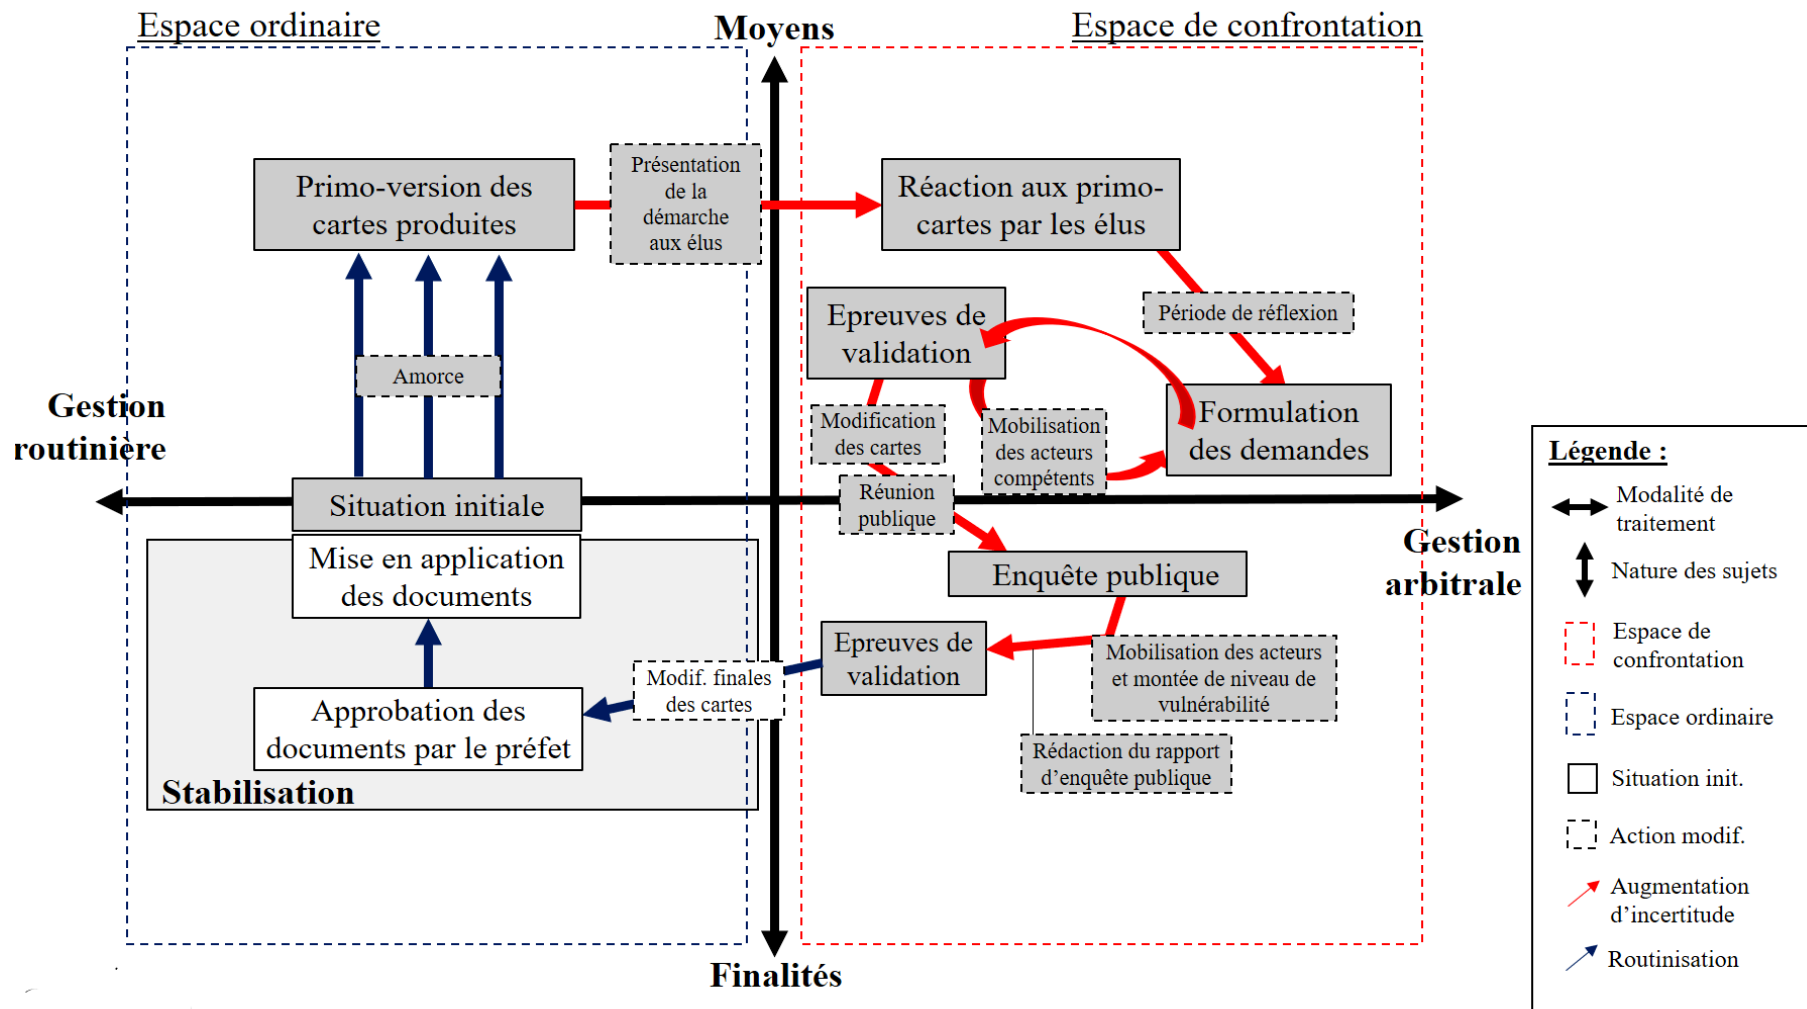 Espace ordinaire
Moyens
Espace de confrontation
Primo-version des
cartes produites
Présentation
de la
démarche
aux élus
Réaction aux primo-
cartes par les élus
Période de réflexion
Epreuves de
validation
Amorce
Gestion
routinière
Modification
des cartes
Mobilisation
des acteurs
compétents
Formulation
des demandes
Situation initiale
Réunion
publique
Gestion
arbitrale
Mise en application
des documents
Enquête publique
Epreuves de
validation
Mobilisation des acteurs
et montée de niveau de
vulnérabilité
Modif. finales
des cartes
Approbation des
documents par le préfet
Rédaction du rapport
d’enquête publique
Stabilisation
Finalités
Légende :
Modalité de
traitement
Nature des sujets
Espace de
confrontation
Espace ordinaire
Situation init.
Action modif.
Augmentation
d’incertitude
Routinisation